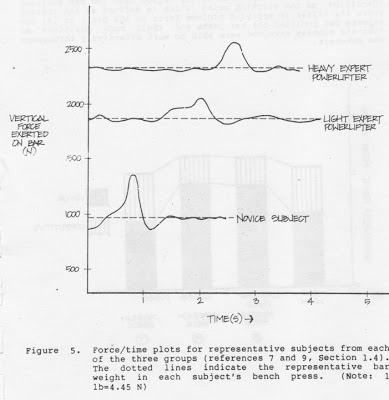 2500
HEAVY EXPERT
POWERLIFTER
2000
VERTICAL
FORCE
EXERTED
ON BAR
(N)
LIGHT EXPERT
POWERLIFTER
1500
1000
NOVICE SUBJECT
500
1
2
3
4
5
TIME(S) →
Figure 5. Force/time plots for representative subjects from each
of the three groups (references 7 and 9, Section 1.4).
The dotted lines indicate the representative bar
weight in each subject's bench press. (Note: 1
lb=4.45 N)